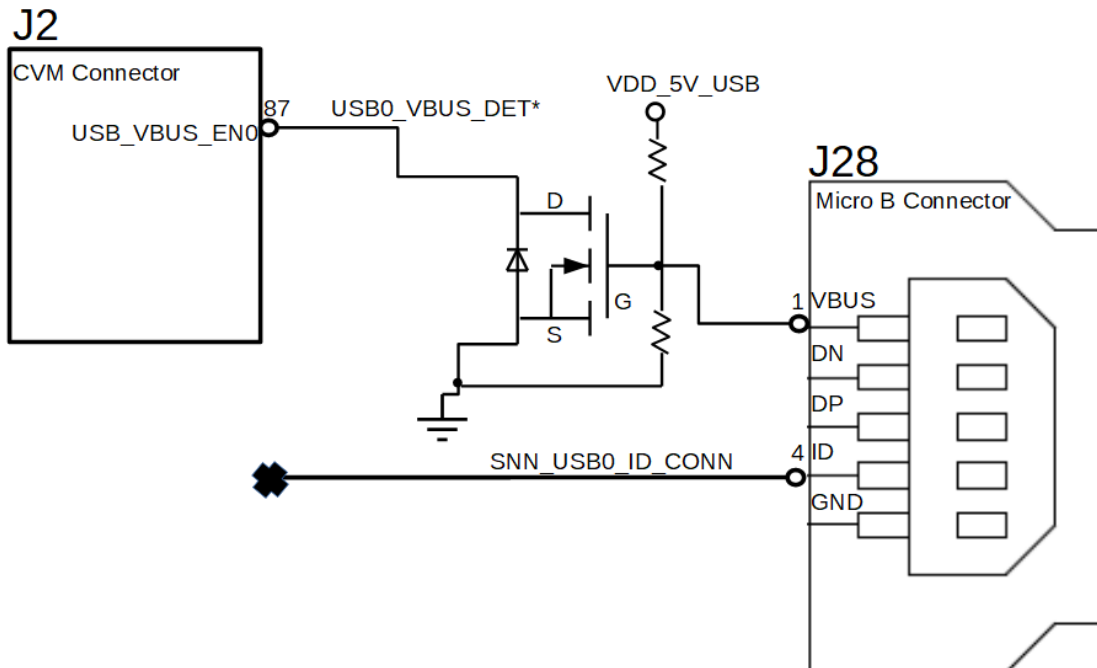 J2
CVM Connector
87
USB_VBUS_EN0
USB0_VBUS_DET*
VDD_5V_USB
D
G
S
J28
Micro B Connector
1 VBUS
DN
DP
4 ID
GND
SNN_USB0_ID_CONN